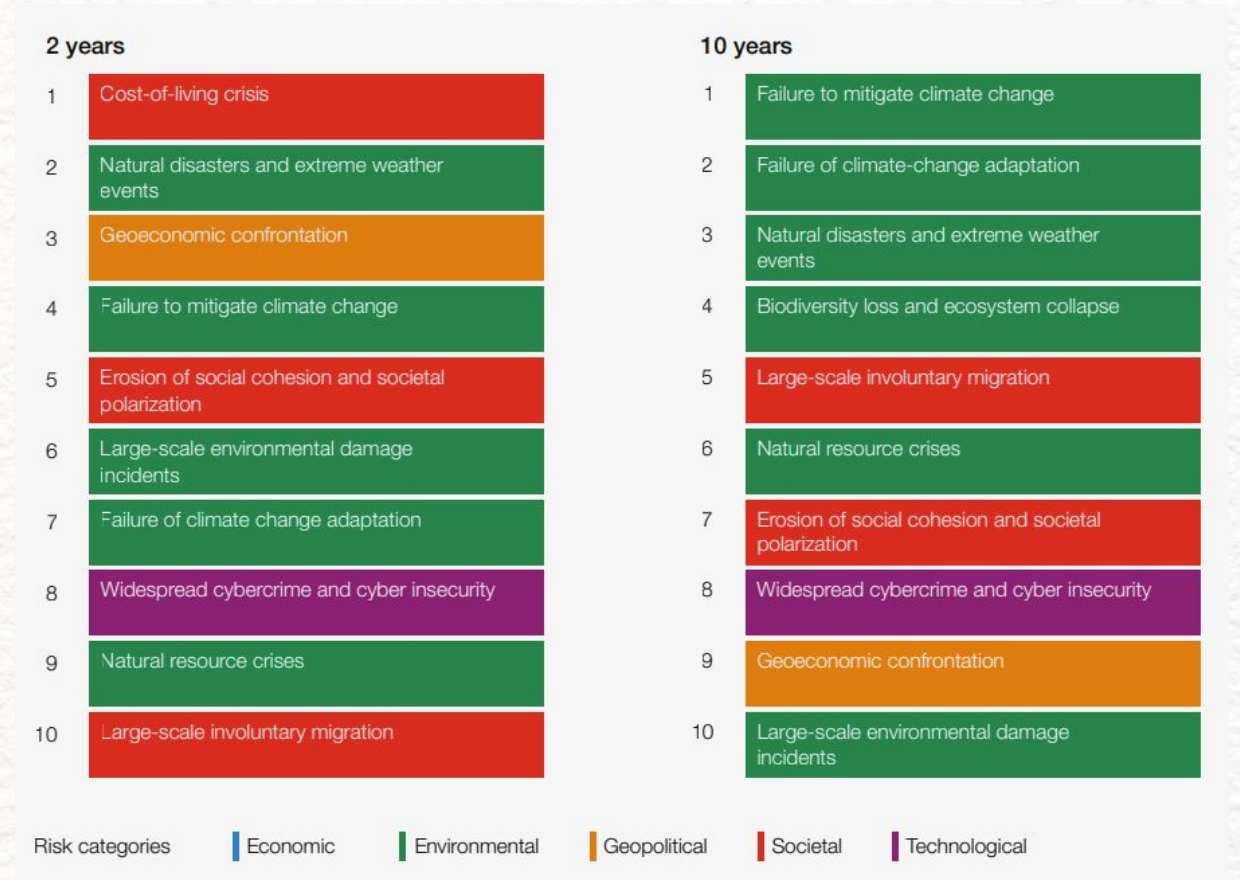 2 years
1
Cost-of-living crisis
2
Natural disasters and extreme weather
events
3
Geoeconomic confrontation
4
Failure to mitigate climate change
5
Erosion of social cohesion and societal
polarization
6
Large-scale environmental damage
incidents
7
Failure of climate change adaptation
8
Widespread cybercrime and cyber insecurity
9
Natural resource crises
10
Large-scale involuntary migration
10 years
1
Failure to mitigate climate change
2
Failure of climate-change adaptation
3
Natural disasters and extreme weather
events
4
Biodiversity loss and ecosystem collapse
5
Large-scale involuntary migration
6
Natural resource crises
7
Erosion of social cohesion and societal
polarization
8
Widespread cybercrime and cyber insecurity
9
Geoeconomic confrontation
10
Large-scale environmental damage
incidents
Risk categories Economic Environmental Geopolitical Societal Technological